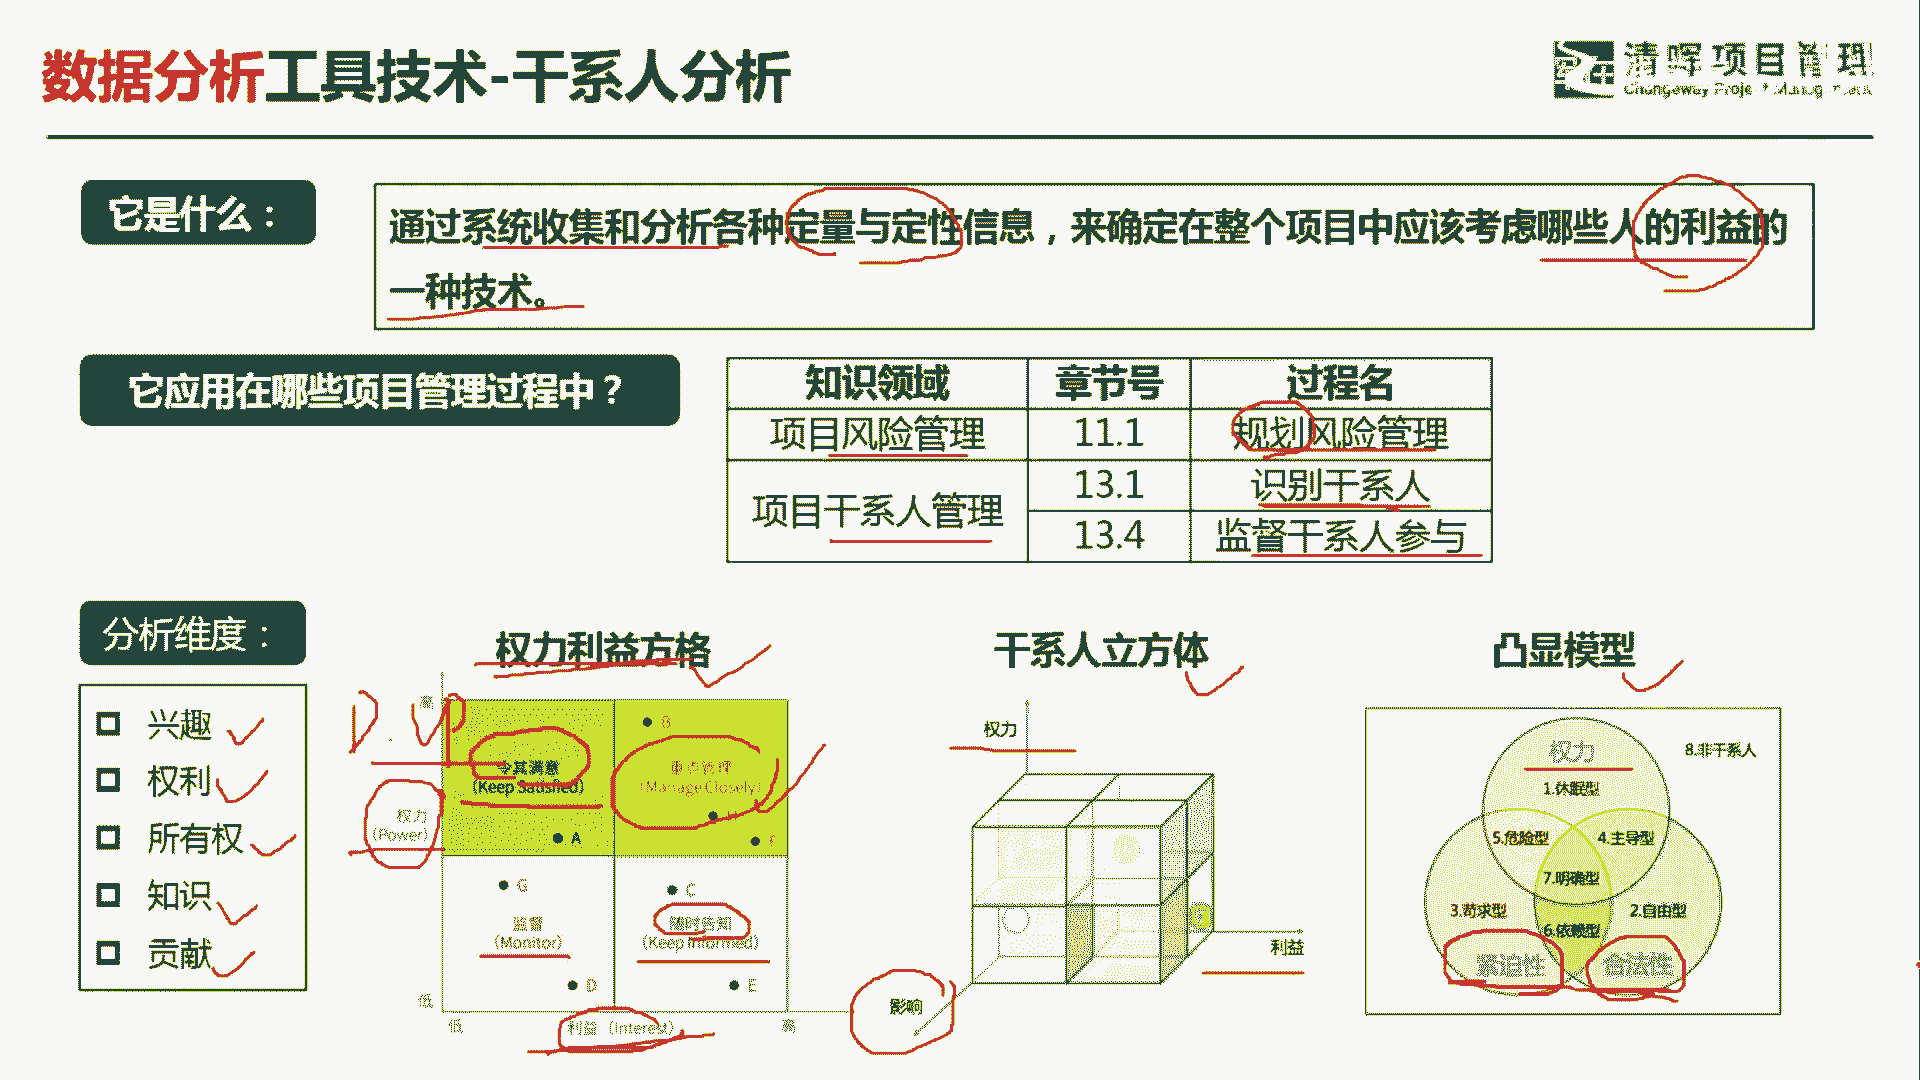 数据分析工具技术-干系人分析
清晖项目管理
它是什么：
通过系统收集和分析各种定量与定性信息，来确定在整个项目中应该考虑哪些人的利益的
一种技术。
它应用在哪些项目管理过程中？
知识领域 章节号 过程名
项目风险管理 11.1 规划风险管理
项目干系人管理 13.1 识别干系人
13.4 监督干系人参与
分析维度：
兴趣
权利
所有权
知识
贡献
权力利益方格
高
令其满意
(Keep Satisfied)
A
B
重点管理
(Manage Closely)
H
F
权力
(Power)
G
监督
(Monitor)
D
C
随时告知
(Keep Informed)
E
低
低
利益 (Interest)
高
干系人立方体
权力
利益
影响
凸显模型
权力
8.非干系人
1.休眠型
5.危险型
4.主导型
7.明确型
3.苛求型
2.自由型
6.依赖型
紧迫性
合法性